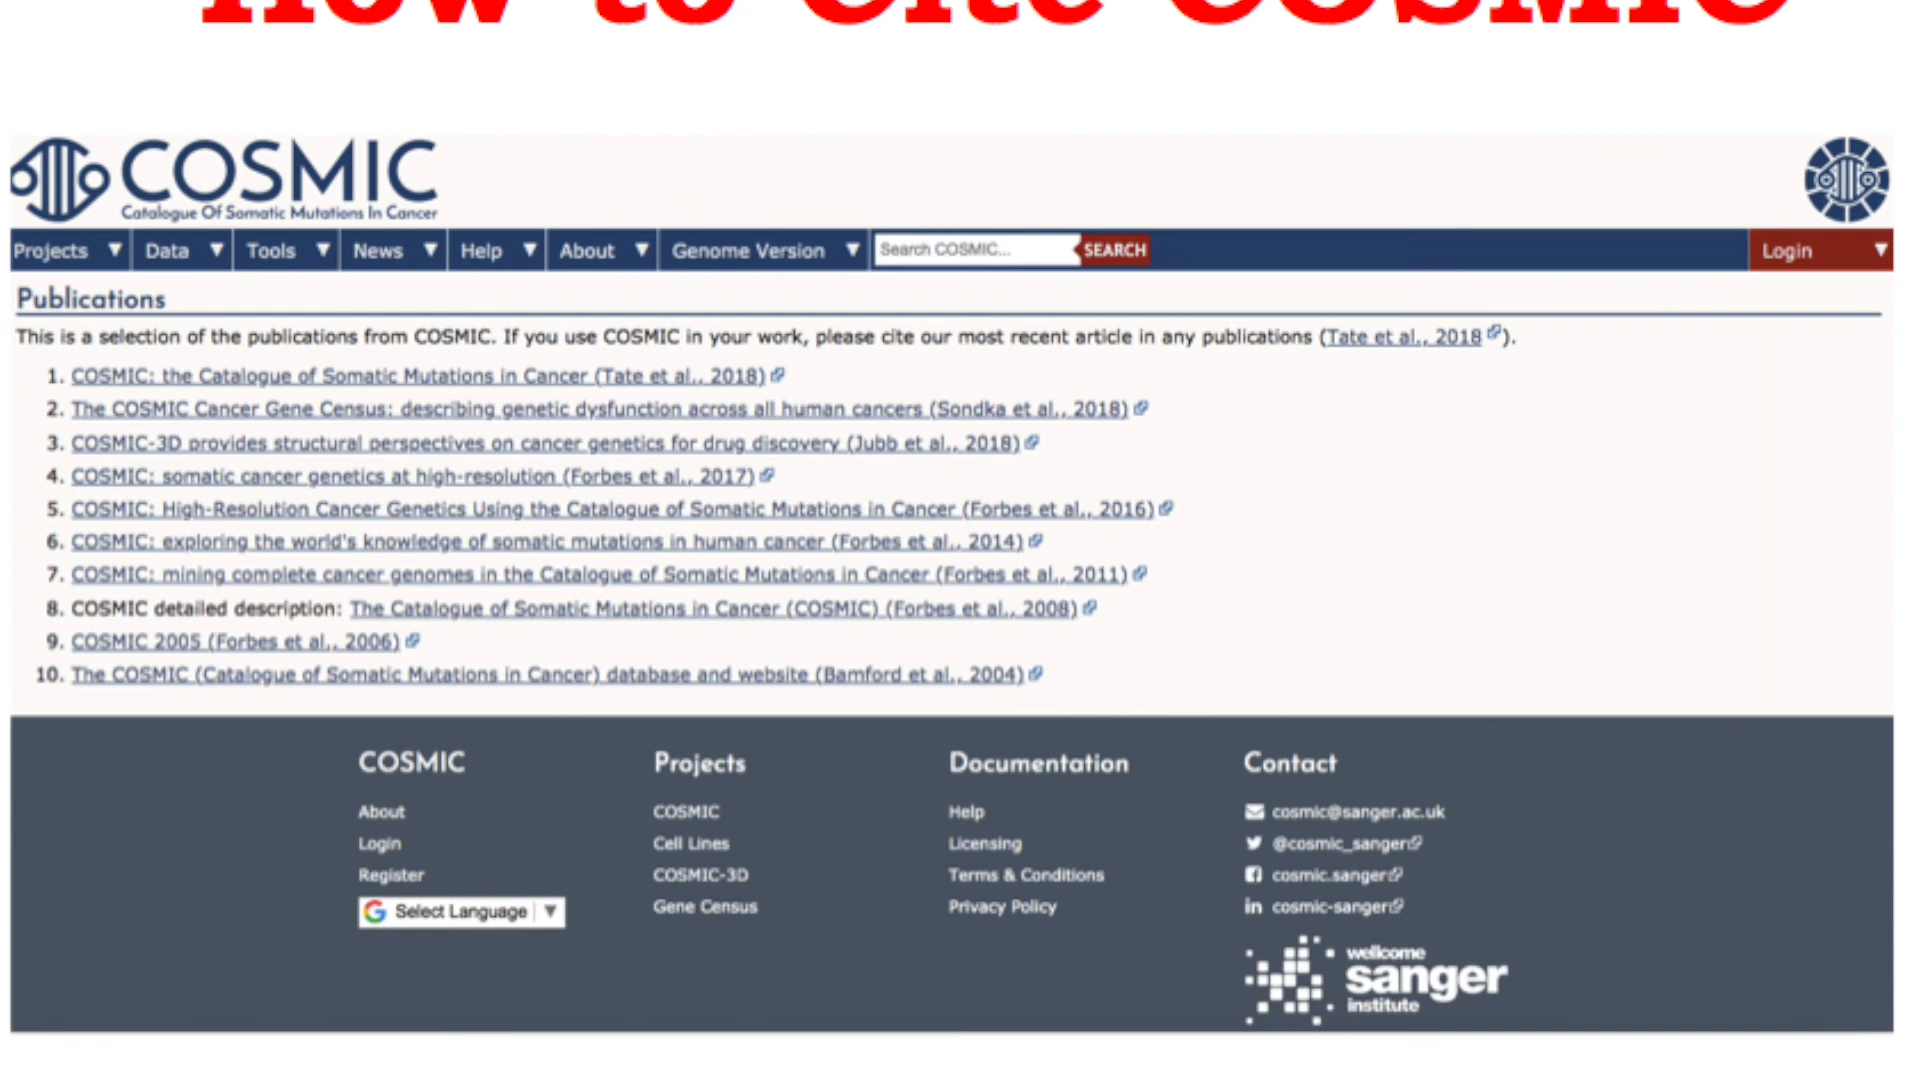 How to Cite COSMIC
COSMIC
Catalogue Of Somatic Mutations In Cancer
Projects ▼ Data ▼ Tools ▼ News ▼ Help ▼ About ▼ Genome Version ▼ Search COSMIC... SEARCH Login ▼
Publications
This is a selection of the publications from COSMIC. If you use COSMIC in your work, please cite our most recent article in any publications (Tate et al., 2018).
1. COSMIC: the Catalogue of Somatic Mutations in Cancer (Tate et al., 2018)
2. The COSMIC Cancer Gene Census: describing genetic dysfunction across all human cancers (Sondka et al., 2018)
3. COSMIC-3D provides structural perspectives on cancer genetics for drug discovery (Jubb et al., 2018)
4. COSMIC: somatic cancer genetics at high-resolution (Forbes et al., 2017)
5. COSMIC: High-Resolution Cancer Genetics Using the Catalogue of Somatic Mutations in Cancer (Forbes et al., 2016)
6. COSMIC: exploring the world's knowledge of somatic mutations in human cancer (Forbes et al., 2014)
7. COSMIC: mining complete cancer genomes in the Catalogue of Somatic Mutations in Cancer (Forbes et al., 2011)
8. COSMIC detailed description: The Catalogue of Somatic Mutations in Cancer (COSMIC) (Forbes et al., 2008)
9. COSMIC 2005 (Forbes et al., 2006)
10. The COSMIC (Catalogue of Somatic Mutations in Cancer) database and website (Bamford et al., 2004)
COSMIC
About
Login
Register
Select Language ▼
Projects
COSMIC
Cell Lines
COSMIC-3D
Gene Census
Documentation
Help
Licensing
Terms & Conditions
Privacy Policy
Contact
cosmic@sanger.ac.uk
@cosmic_sanger
cosmic.sanger
in cosmic-sanger
wellcome
sanger
institute